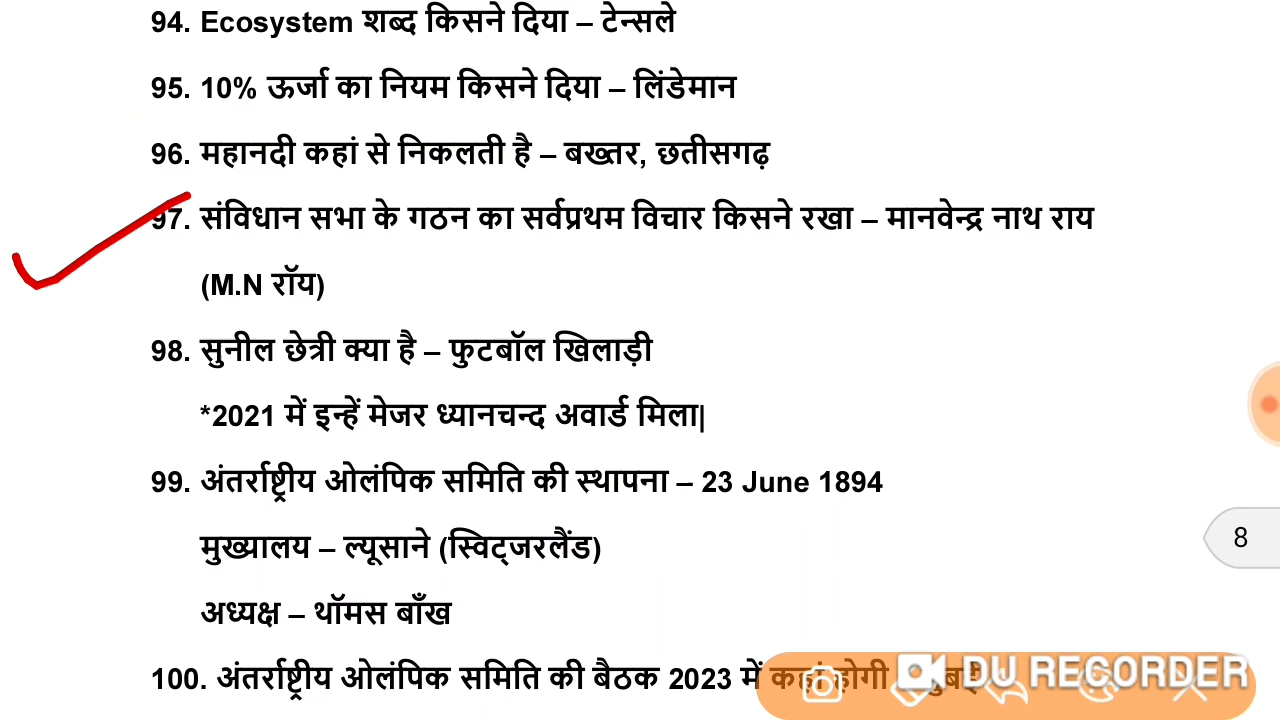 94. Ecosystem शब्द किसने दिया – टेन्सले
95. 10% ऊर्जा का नियम किसने दिया – लिंडेमान
96. महानदी कहां से निकलती है – बख्तर, छतीसगढ़
97. संविधान सभा के गठन का सर्वप्रथम विचार किसने रखा – मानवेन्द्र नाथ राय
(M.N रॉय)
98. सुनील छेत्री क्या है – फुटबॉल खिलाड़ी
*2021 में इन्हें मेजर ध्यानचन्द अवार्ड मिला|
99. अंतर्राष्ट्रीय ओलंपिक समिति की स्थापना – 23 June 1894
मुख्यालय – ल्यूसाने (स्विट्जरलैंड)
8
अध्यक्ष – थॉमस बाँख
100. अंतर्राष्ट्रीय ओलंपिक समिति की बैठक 2023 में कहां होगी
DU RECORDER